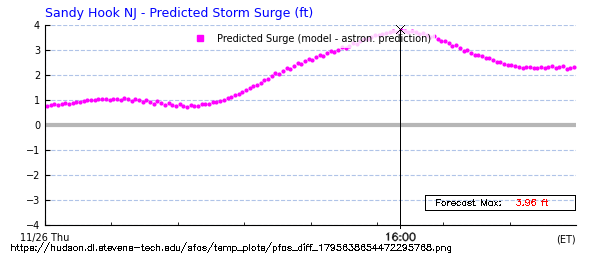 Sandy Hook NJ - Predicted Storm Surge (ft)
4
Predicted Surge (model - astron. prediction)
3
2
1
0
−1
−2
−3
Forecast Max: 3.96 ft
−4
11/26 Thu 16:00 (ET)
https://hudson.dl.stevens-tech.edu/sfas/temp_plots/pfas_diff_1795638654472295768.png